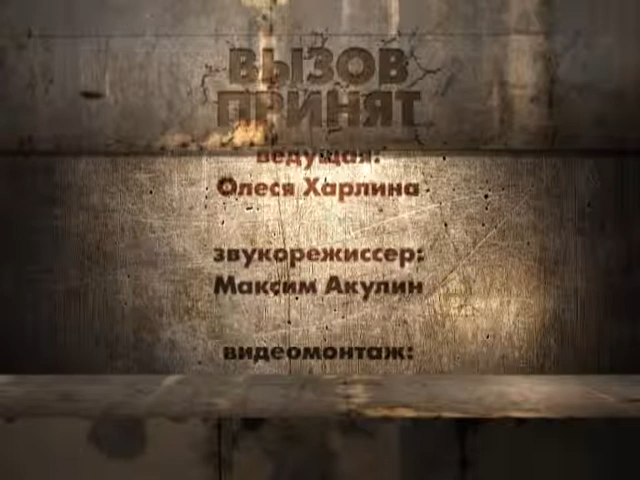 ВЫЗОВ
ПРИНЯТ
ведущая:
Олеся Харлина
звукорежиссер:
Максим Акулин
видеомонтаж: